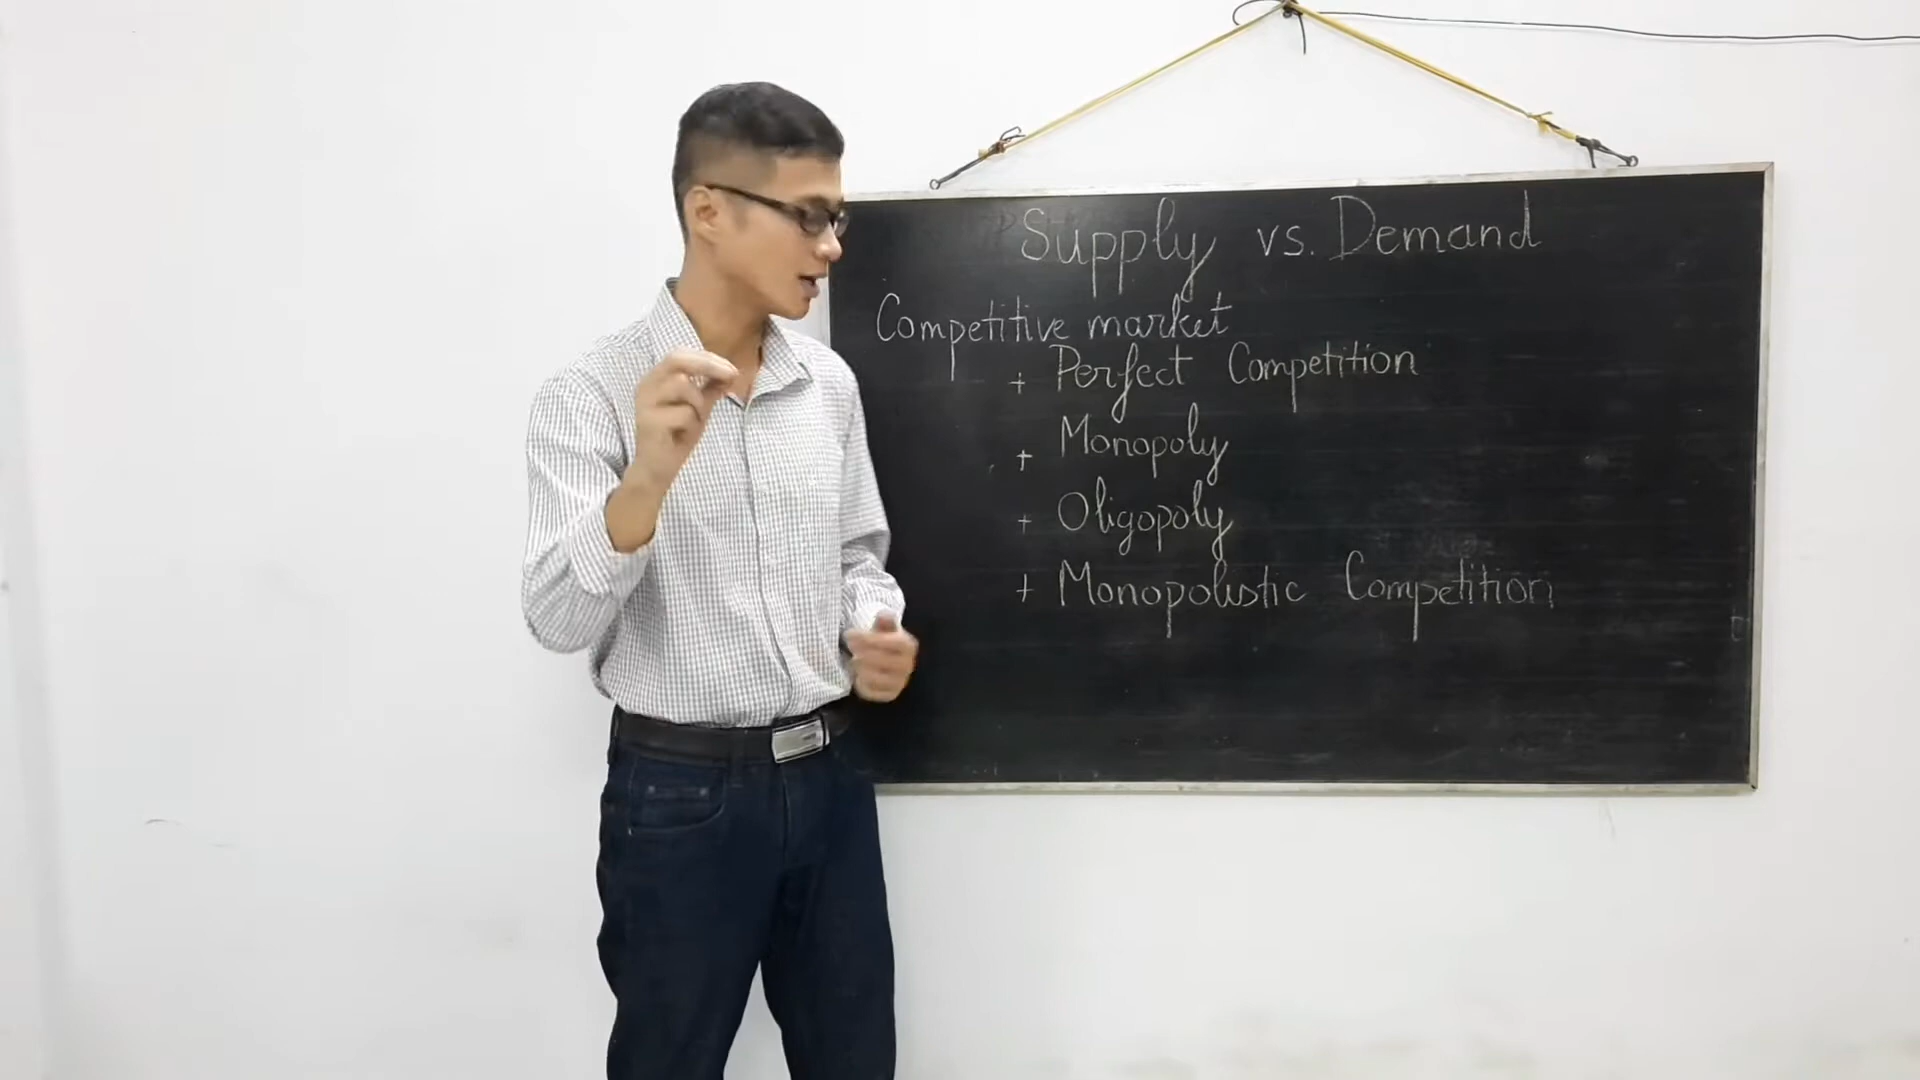 Supply vs. Demand
Competitive market
+ Perfect Competition
+ Monopoly
+ Oligopoly
+ Monopolistic Competition